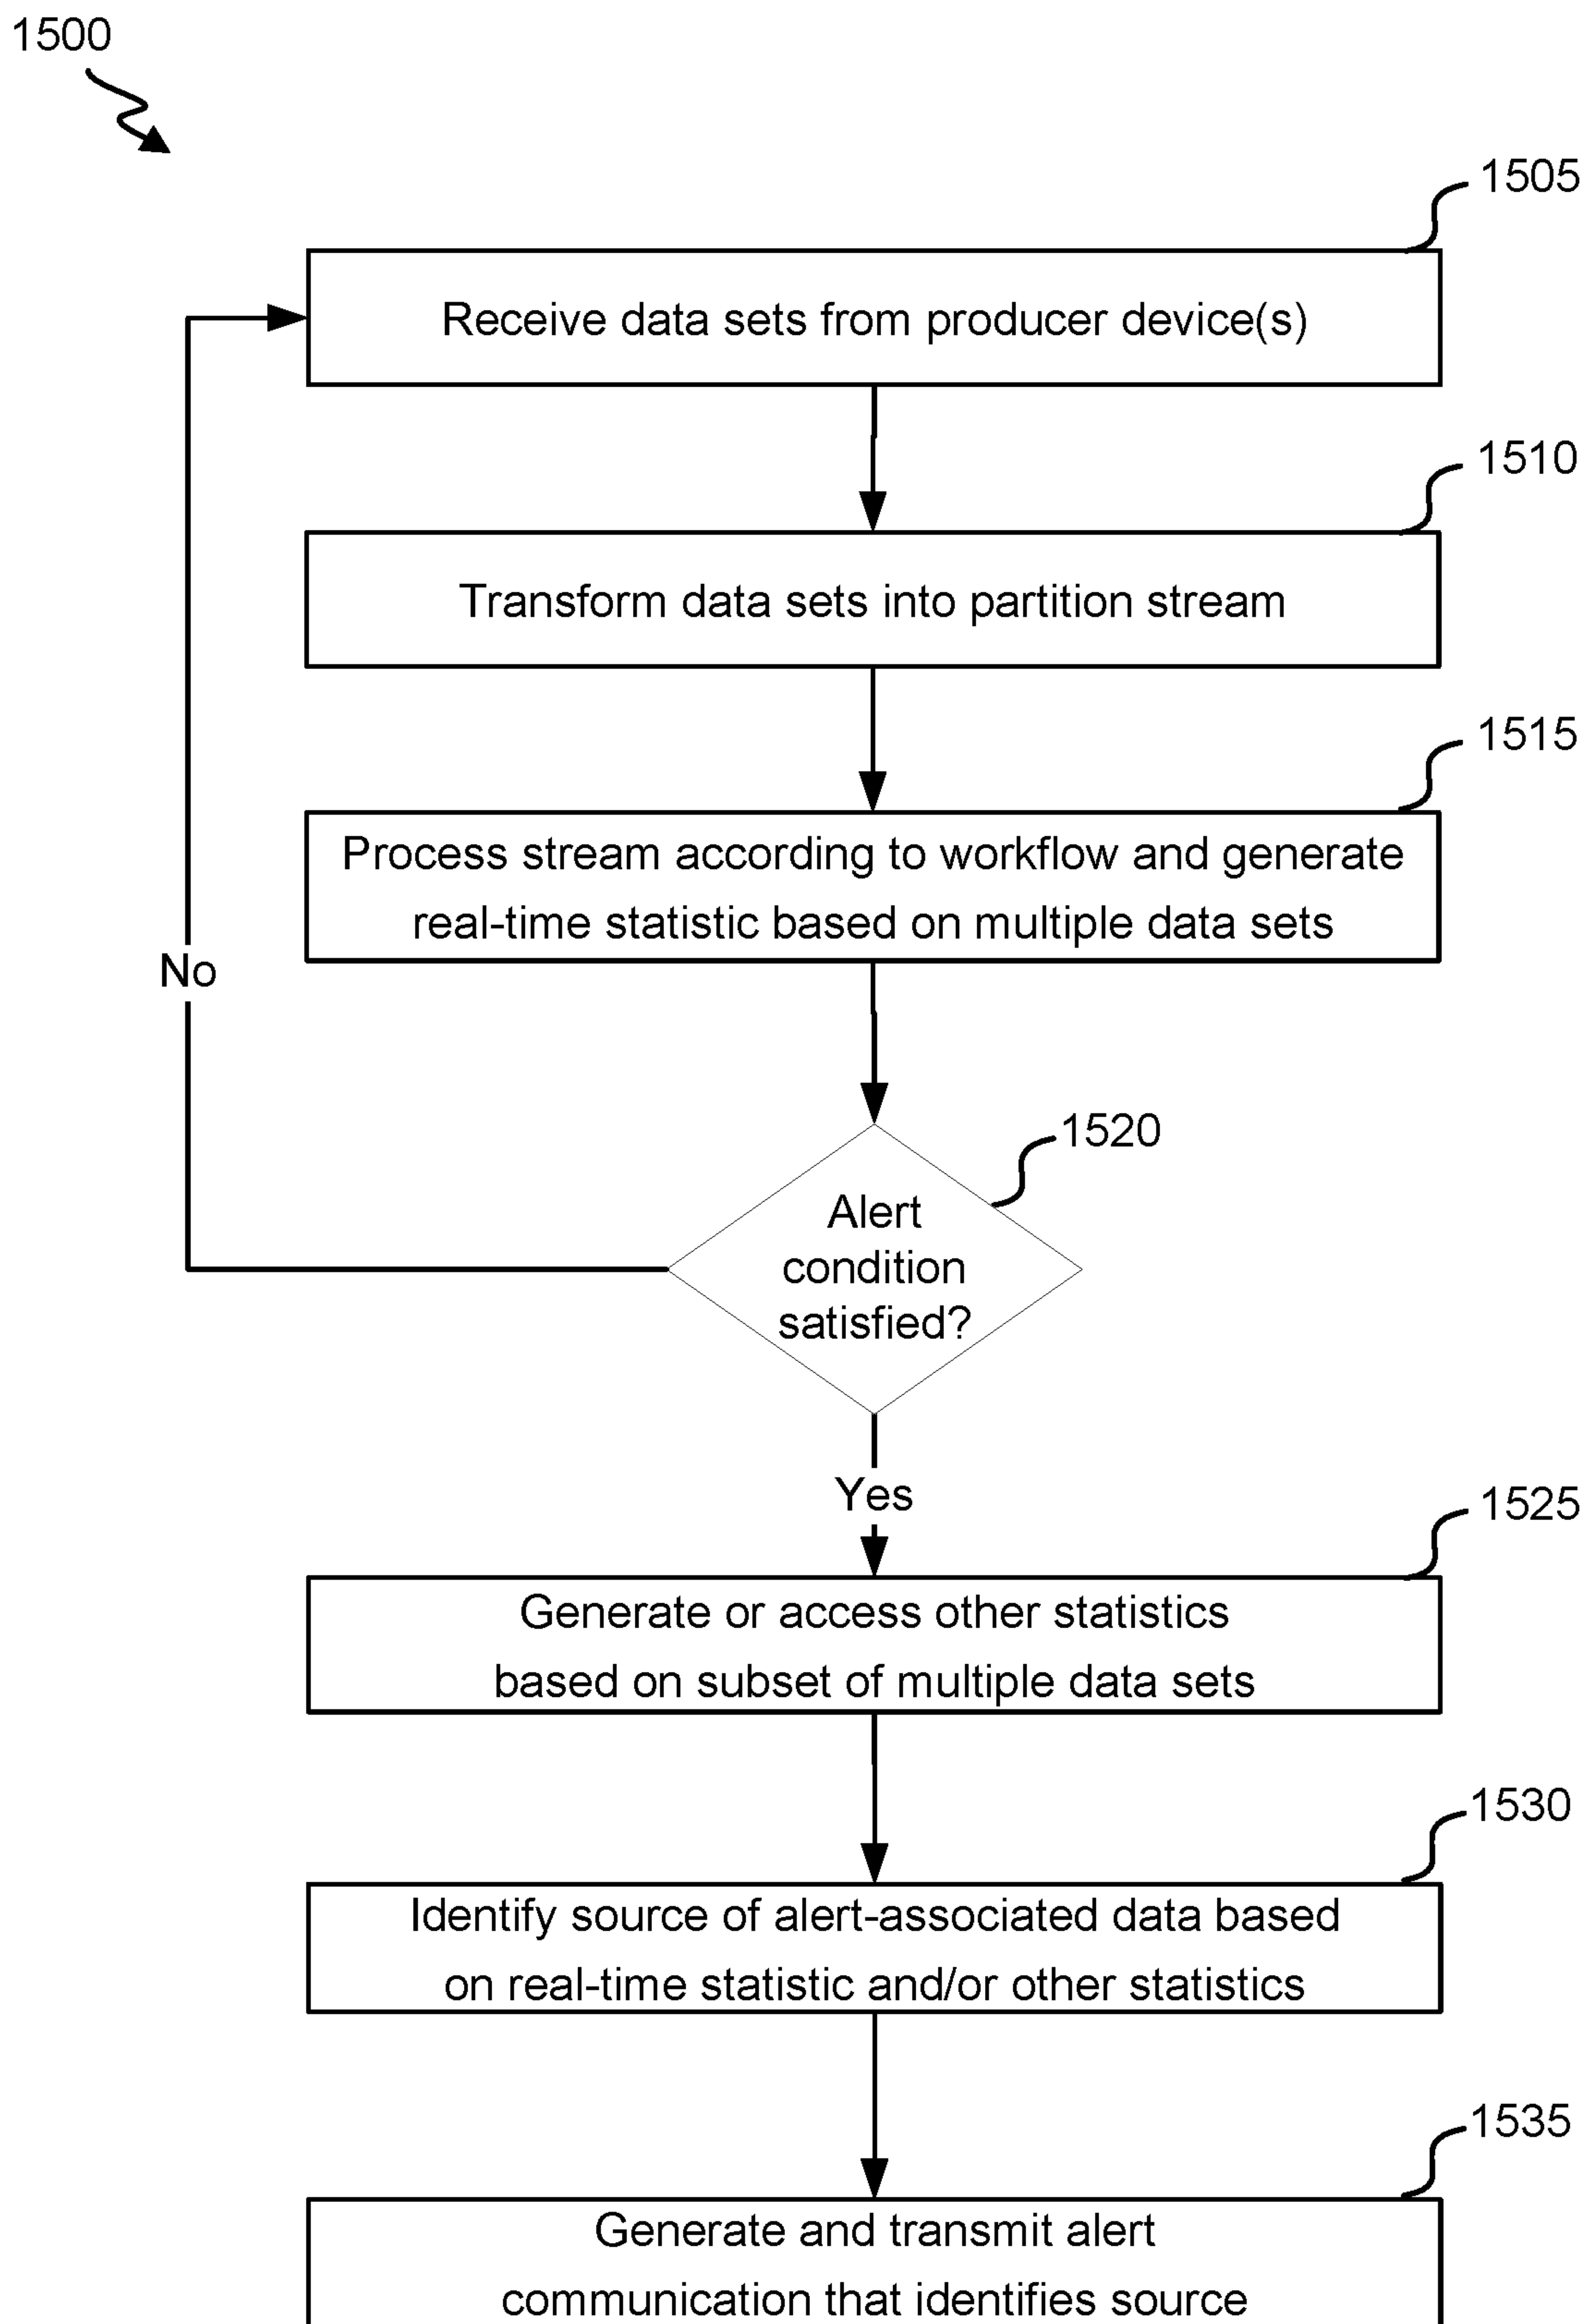 1500
1505
Receive data sets from producer device(s)
1510
Transform data sets into partition stream
1515
Process stream according to workflow and generate
real-time statistic based on multiple data sets
No
1520
Alert
condition
satisfied?
Yes
1525
Generate or access other statistics
based on subset of multiple data sets
1530
Identify source of alert-associated data based
on real-time statistic and/or other statistics
1535
Generate and transmit alert
communication that identifies source